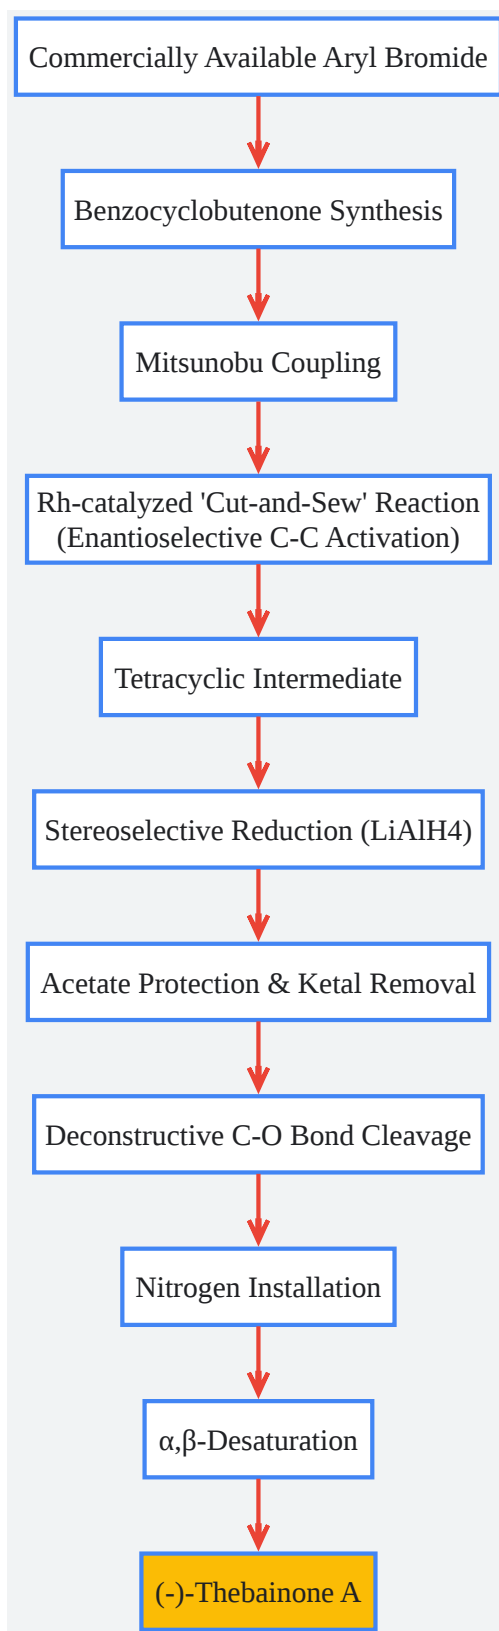 Commercially Available Aryl Bromide
Benzocyclobutenone Synthesis
Mitsunobu Coupling
Rh-catalyzed 'Cut-and-Sew' Reaction
(Enantioselective C-C Activation)
Tetracyclic Intermediate
Stereoselective Reduction (LiAlH4)
Acetate Protection & Ketal Removal
Deconstructive C-O Bond Cleavage
Nitrogen Installation
α,β-Desaturation
(-)-Thebainone A